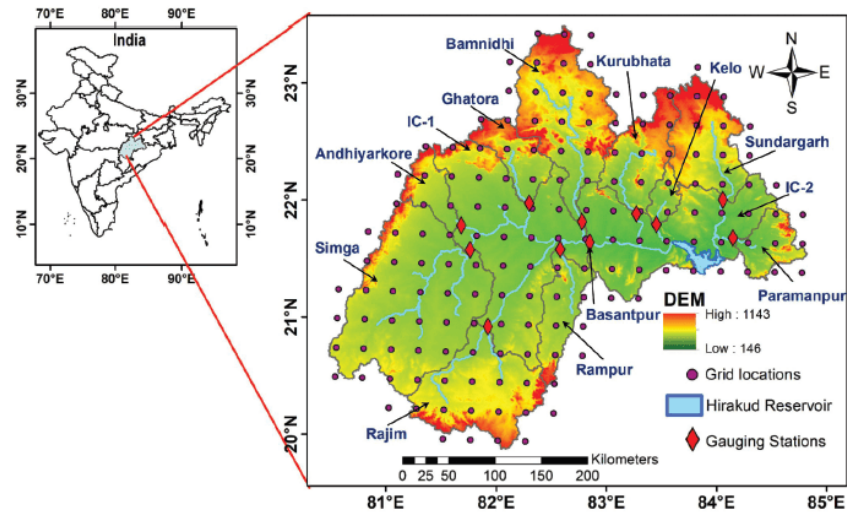 70°E 80°E 90°E
India
30°N
20°N
10°N
30°N
20°N
10°N
70°E 80°E 90°E
23°N
22°N
21°N
20°N
Bamnidhi
Kurubhata
Kelo
N
W E
S
Ghatora
IC-1
Andhiyarkore
Sundargarh
IC-2
Simga
Paramanpur
Basantpur
Rampur
Rajim
DEM
High : 1143
Low : 146
Grid locations
Hirakud Reservoir
Gauging Stations
Kilometers
0 25 50 100 150 200
81°E 82°E 83°E 84°E 85°E